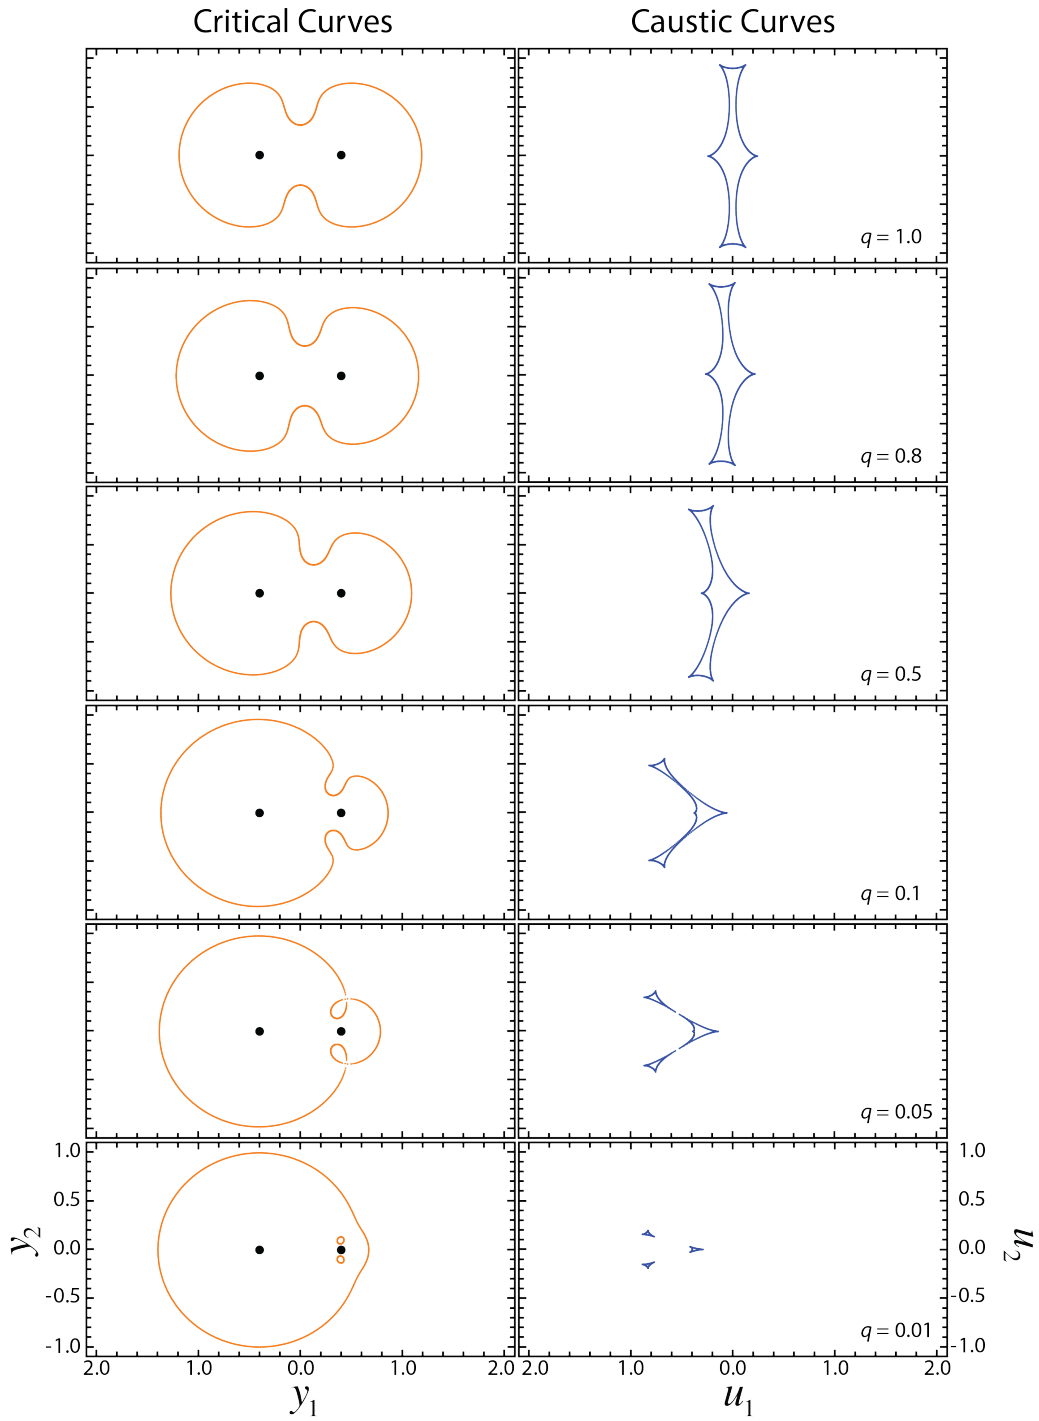 Critical Curves Caustic Curves
q = 1.0
q = 0.8
q = 0.5
q = 0.1
q = 0.05
1.0 1.0
0.5 0.5
y2 0.0 0.0 u2
-0.5 -0.5
q = 0.01
-1.0 -1.0
2.0 1.0 0.0 1.0 2.0 2.0 1.0 0.0 1.0 2.0
y1 u1